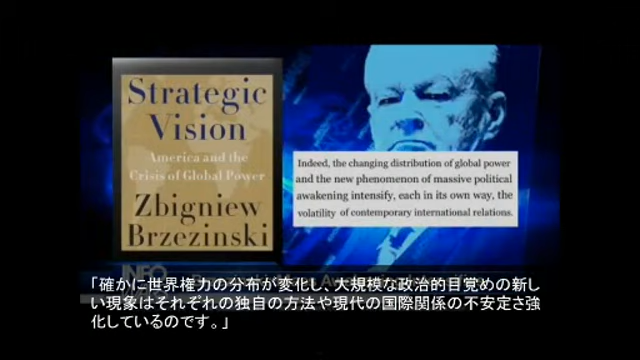 Strategic
Vision
America and the
Crisis of Global Power
Zbigniew
Brzezinski
Indeed, the changing distribution of global power
and the new phenomenon of massive political
awakening intensify, each in its own way, the
volatility of contemporary international relations.
「確かに世界権力の分布が変化し、大規模な政治的目覚めの新し
い現象はそれぞれの独自の方法や現代の国際関係の不安定さ強
化しているのです。」